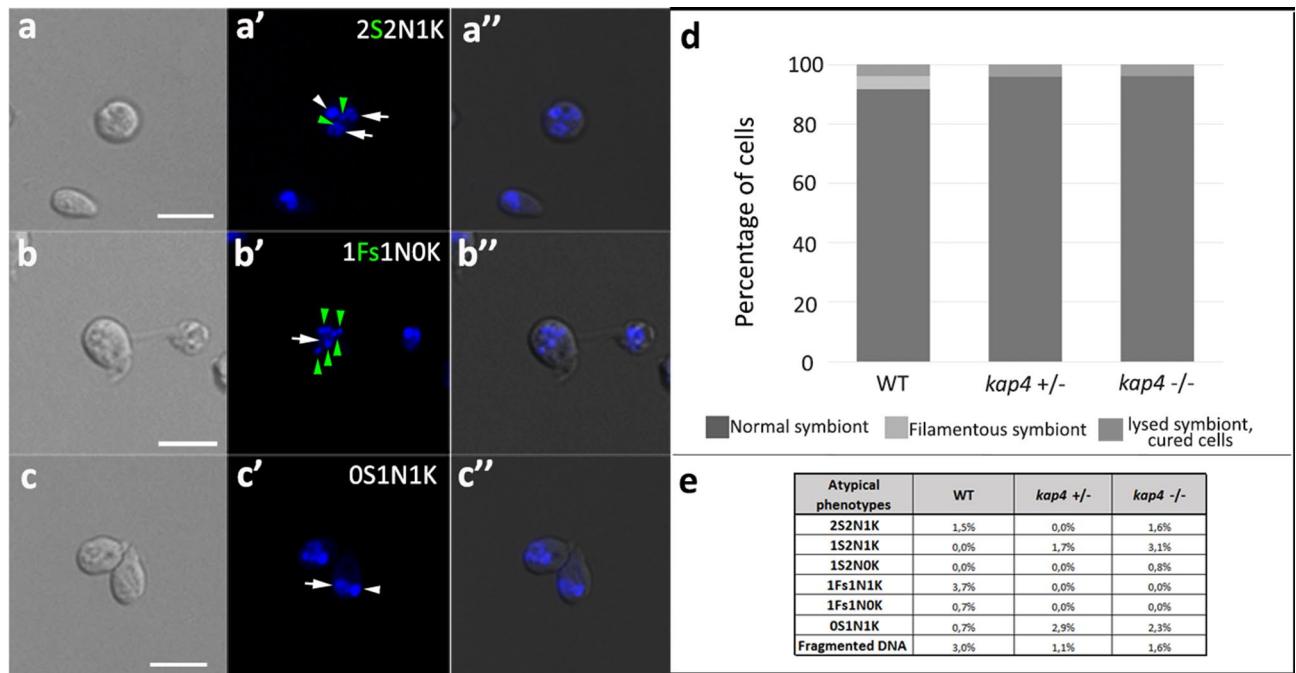 a
a'
2S2N1K
a''
b
b'
1Fs1N0K
b''
c
c'
0S1N1K
c''
d
Percentage of cells
100
80
60
40
20
0
WT
kap4 +/-
kap4 -/-
Normal symbiont
Filamentous symbiont
lysed symbiont,
cured cells
e
Atypical phenotypes WT kap4 +/- kap4 -/-
2S2N1K 1,5% 0,0% 1,6%
1S2N1K 0,0% 1,7% 3,1%
1S2N0K 0,0% 0,0% 0,8%
1Fs1N1K 3,7% 0,0% 0,0%
1Fs1N0K 0,7% 0,0% 0,0%
0S1N1K 0,7% 2,9% 2,3%
Fragmented DNA 3,0% 1,1% 1,6%